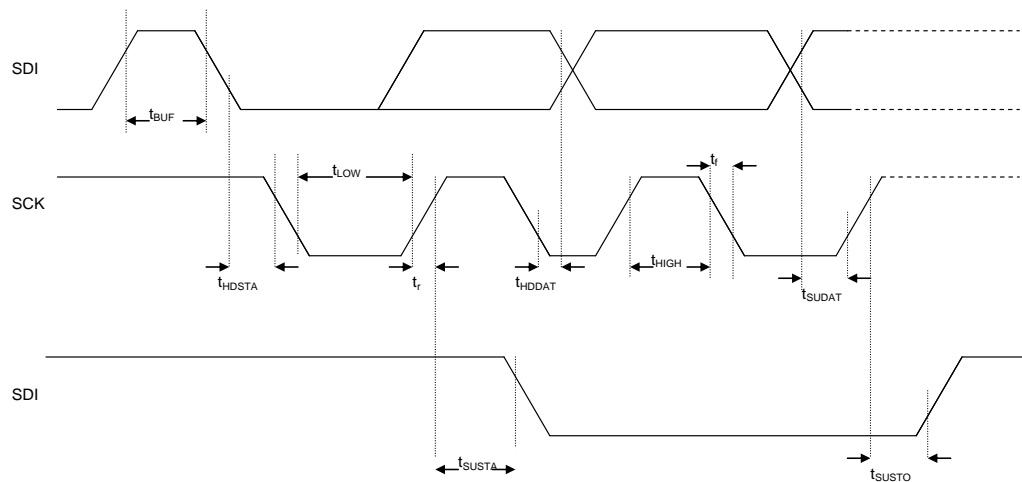 SDI
tBUF
tLOW
tf
SCK
tHDSTA
tr
tHDDAT
tHIGH
tSUDAT
SDI
tSUSTA
tSUSTO